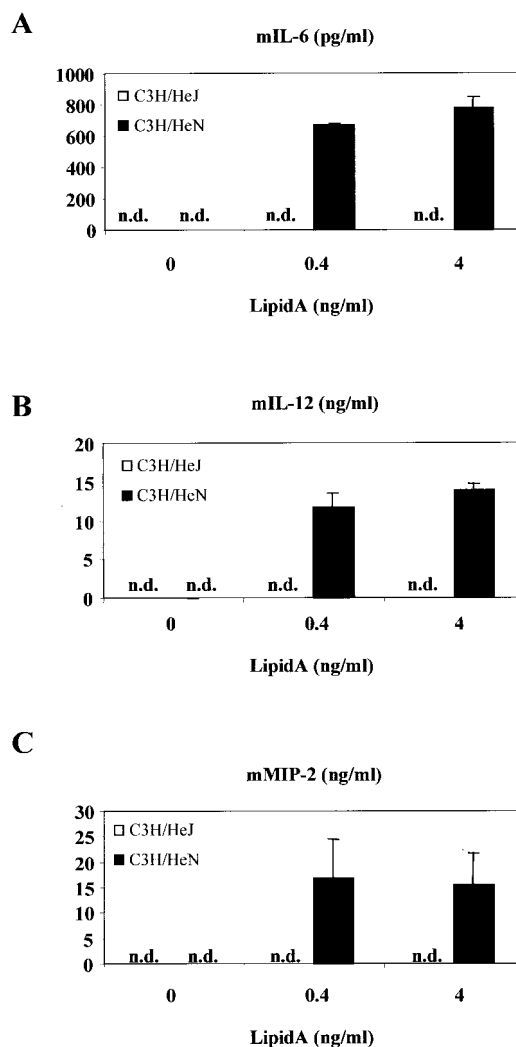 A
mIL-6 (pg/ml)
1000
800
600
400
200
0
C3H/HeJ
C3H/HeN
n.d. n.d. n.d. n.d.
0 0.4 4
LipidA (ng/ml)
B
mIL-12 (ng/ml)
20
15
10
5
0
C3H/HeJ
C3H/HeN
n.d. n.d. n.d. n.d.
0 0.4 4
LipidA (ng/ml)
C
mMIP-2 (ng/ml)
30
25
20
15
10
5
0
C3H/HeJ
C3H/HeN
n.d. n.d. n.d. n.d.
0 0.4 4
LipidA (ng/ml)